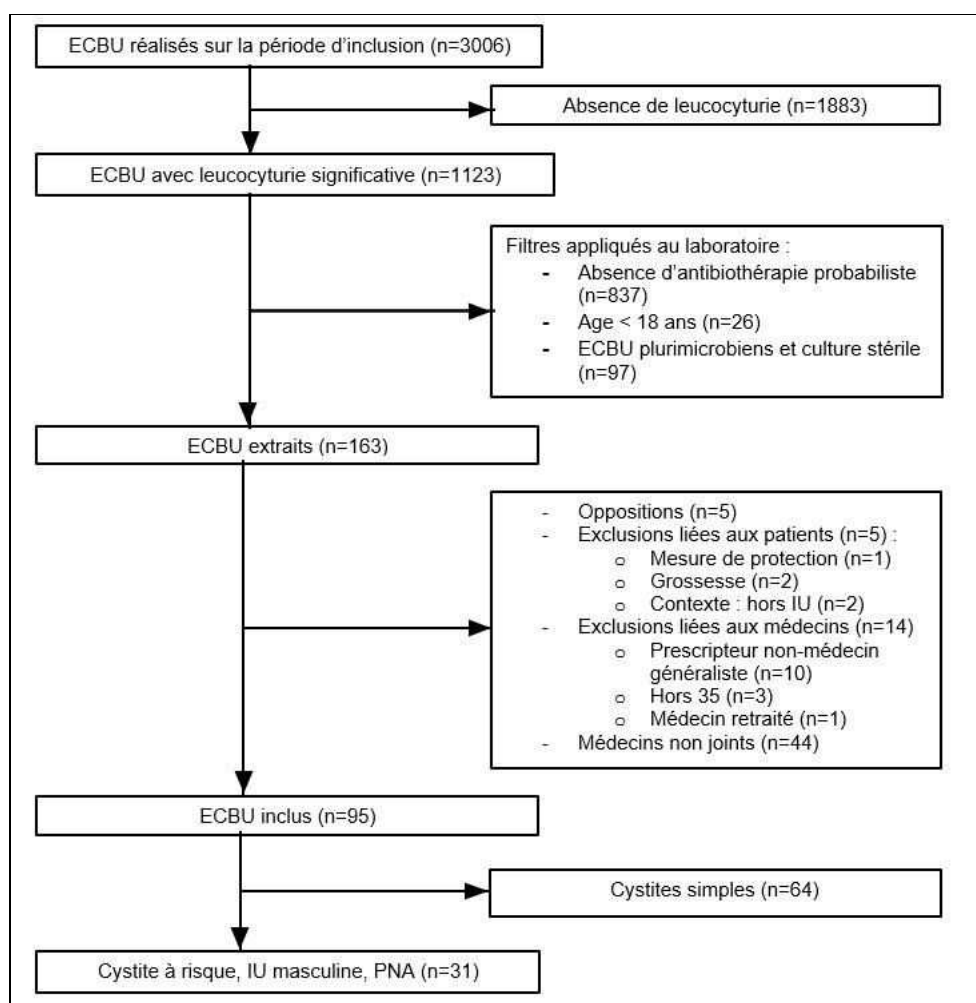 ECBU réalisés sur la période d'inclusion (n=3006)
Absence de leucocyturie (n=1883)
ECBU avec leucocyturie significative (n=1123)
Filtres appliqués au laboratoire :
- Absence d'antibiothérapie probabiliste
(n=837)
- Age < 18 ans (n=26)
- ECBU plurimicrobiens et culture stérile
(n=97)
ECBU extraits (n=163)
- Oppositions (n=5)
- Exclusions liées aux patients (n=5) :
o Mesure de protection (n=1)
o Grossesse (n=2)
o Contexte : hors IU (n=2)
- Exclusions liées aux médecins (n=14)
o Prescripteur non-médecin
généraliste (n=10)
o Hors 35 (n=3)
o Médecin retraité (n=1)
- Médecins non joints (n=44)
ECBU inclus (n=95)
Cystites simples (n=64)
Cystite à risque, IU masculine, PNA (n=31)